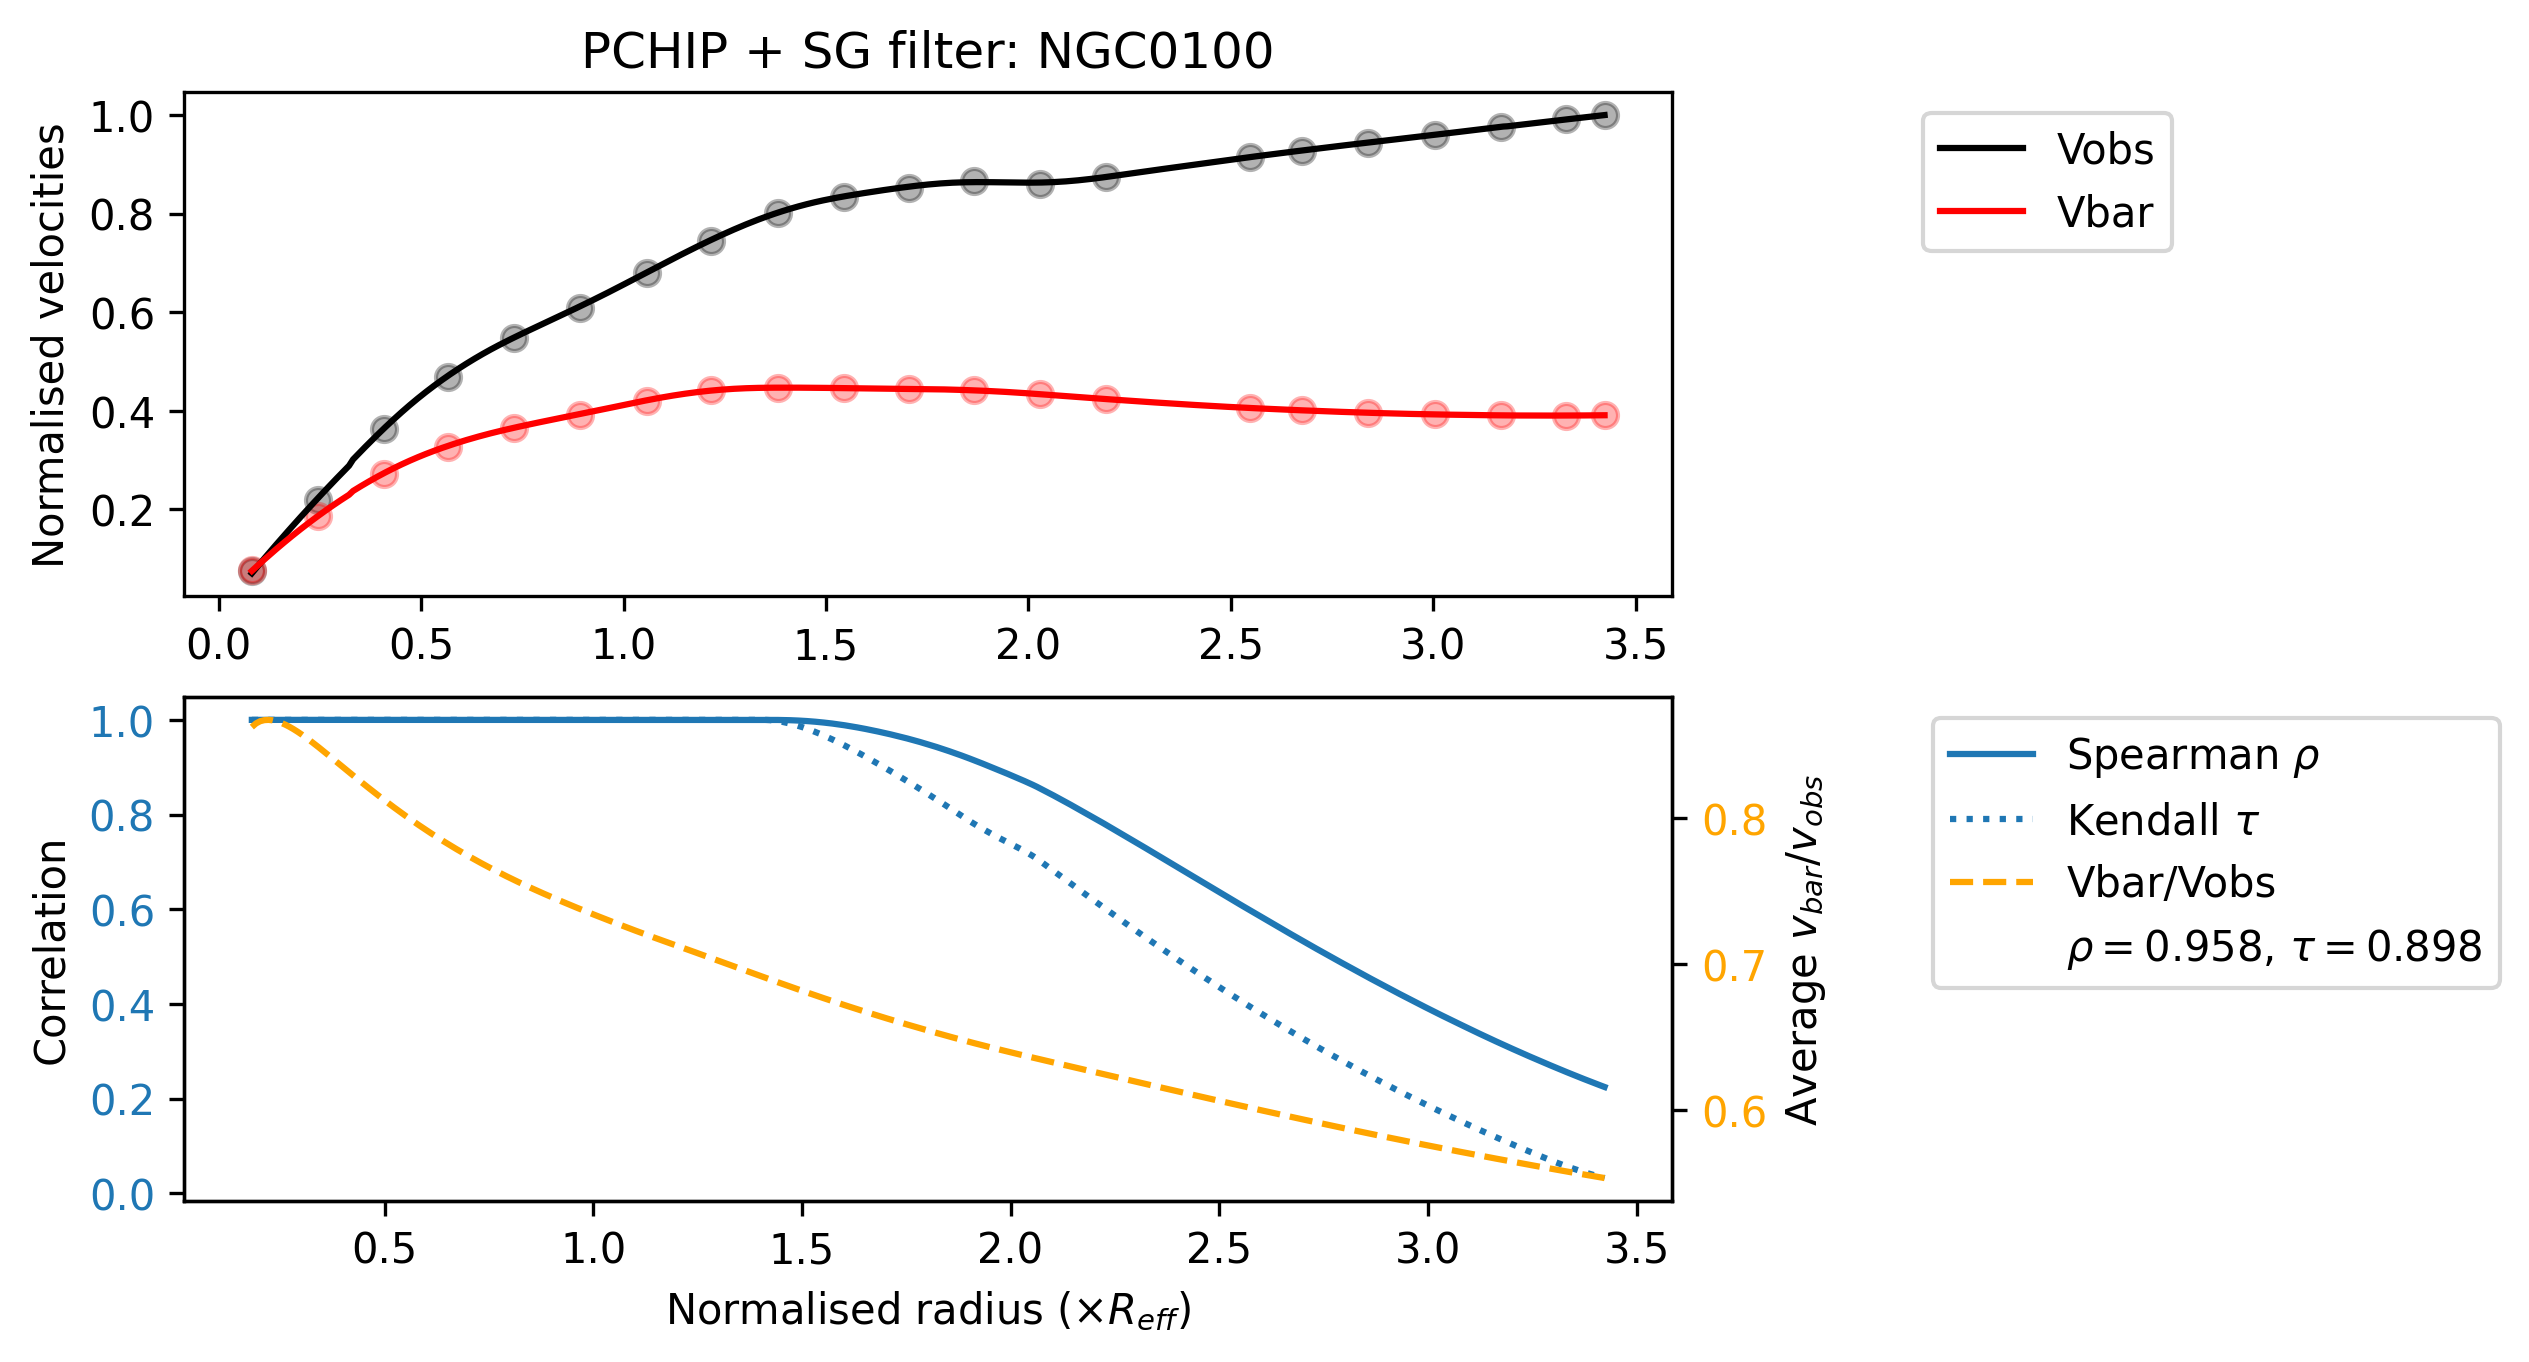 PCHIP + SG filter: NGC0100
Normalised velocities
1.0
0.8
0.6
0.4
0.2
0.0 0.5 1.0 1.5 2.0 2.5 3.0 3.5
Vobs
Vbar
Correlation
1.0
0.8
0.6
0.4
0.2
0.0
0.5 1.0 1.5 2.0 2.5 3.0 3.5
Normalised radius (×R_eff)
0.8
0.7
0.6
Average v_bar/v_obs
Spearman ρ
Kendall τ
Vbar/Vobs
ρ = 0.958, τ = 0.898